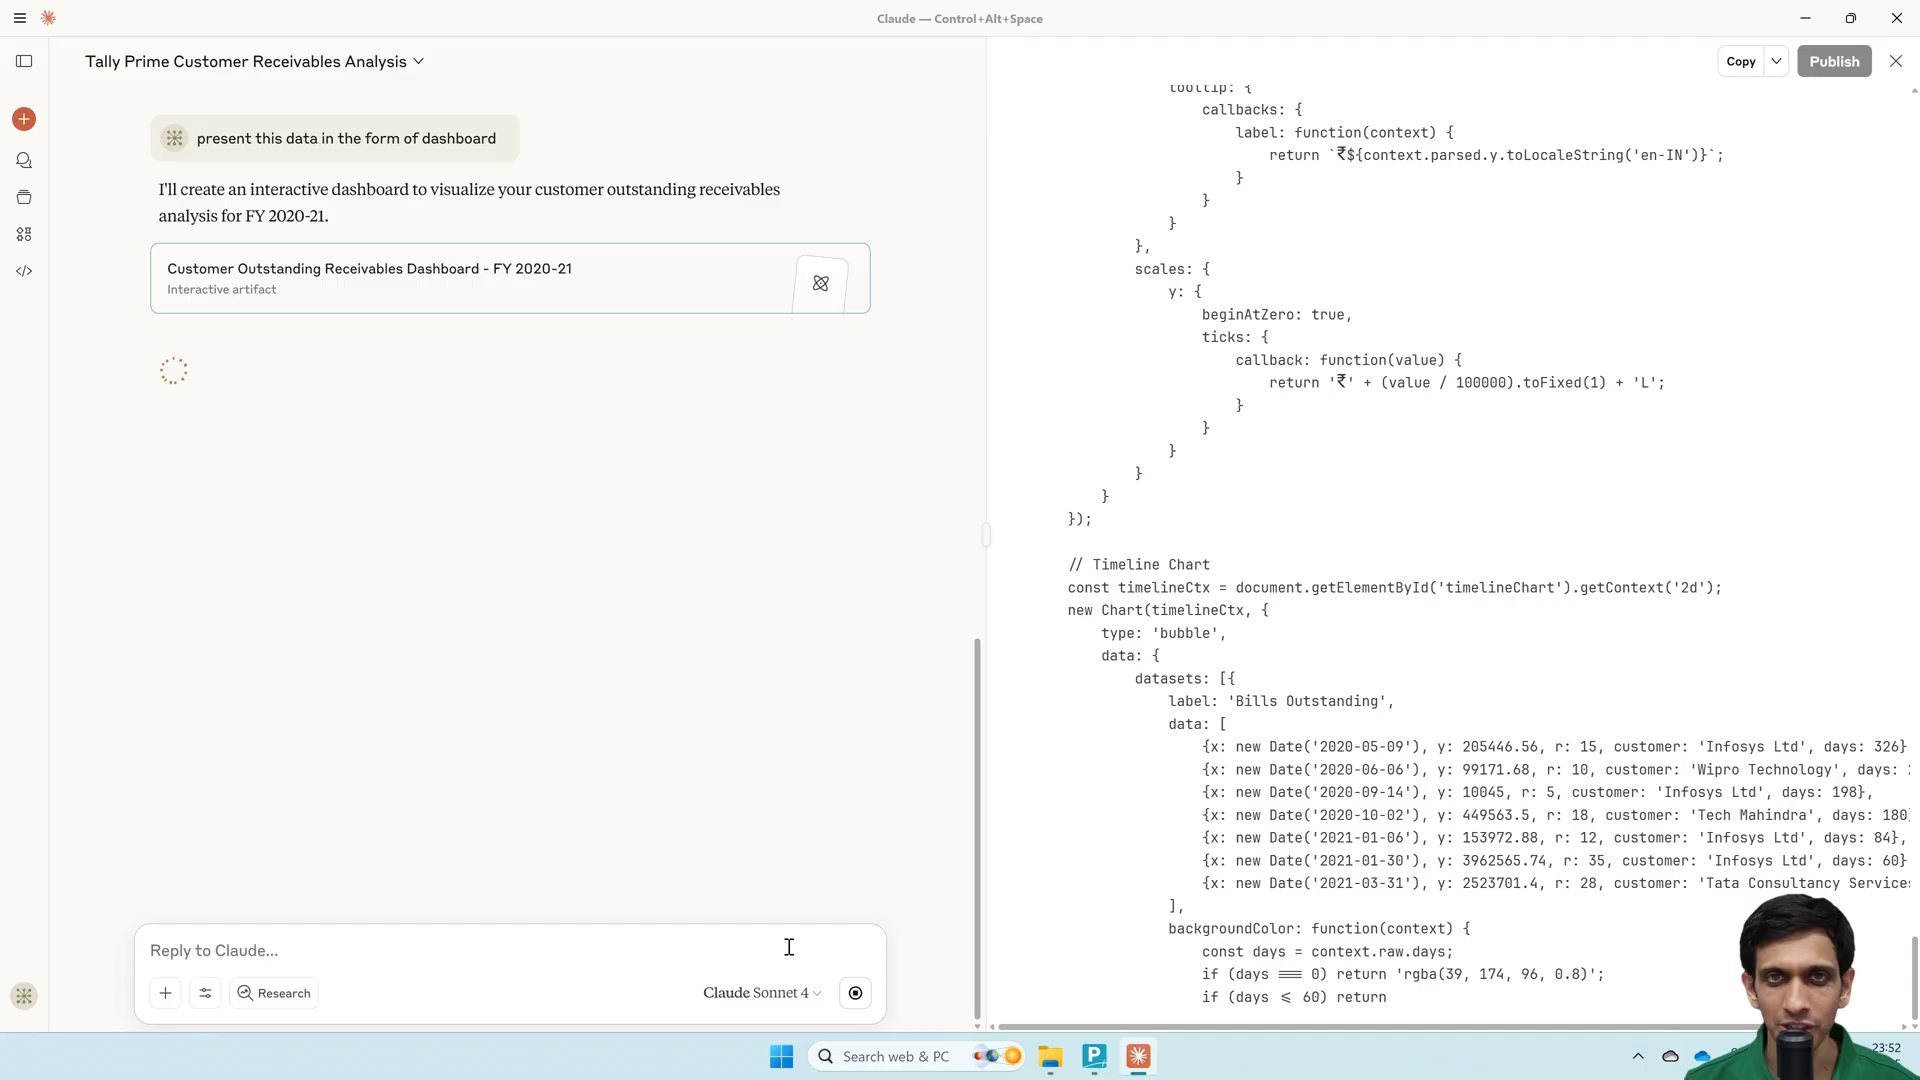 Claude — Control+Alt+Space
Tally Prime Customer Receivables Analysis
Copy
Publish
present this data in the form of dashboard
I'll create an interactive dashboard to visualize your customer outstanding receivables
analysis for FY 2020-21.
Customer Outstanding Receivables Dashboard - FY 2020-21
Interactive artifact
Reply to Claude...
Research
Claude Sonnet 4
tooltip: {
callbacks: {
label: function(context) {
return `₹${context.parsed.y.toLocaleString('en-IN')}`;
}
}
}
},
scales: {
y: {
beginAtZero: true,
ticks: {
callback: function(value) {
return '₹' + (value / 100000).toFixed(1) + 'L';
}
}
}
}
}
});
// Timeline Chart
const timelineCtx = document.getElementById('timelineChart').getContext('2d');
new Chart(timelineCtx, {
type: 'bubble',
data: {
datasets: [{
label: 'Bills Outstanding',
data: [
{x: new Date('2020-05-09'), y: 205446.56, r: 15, customer: 'Infosys Ltd', days: 326}
{x: new Date('2020-06-06'), y: 99171.68, r: 10, customer: 'Wipro Technology', days:
{x: new Date('2020-09-14'), y: 10045, r: 5, customer: 'Infosys Ltd', days: 198},
{x: new Date('2020-10-02'), y: 449563.5, r: 18, customer: 'Tech Mahindra', days: 180
{x: new Date('2021-01-06'), y: 153972.88, r: 12, customer: 'Infosys Ltd', days: 84},
{x: new Date('2021-01-30'), y: 3962565.74, r: 35, customer: 'Infosys Ltd', days: 60}
{x: new Date('2021-03-31'), y: 2523701.4, r: 28, customer: 'Tata Consultancy Services
],
backgroundColor: function(context) {
const days = context.raw.days;
if (days === 0) return 'rgba(39, 174, 96, 0.8)';
if (days <= 60) return
Search web & PC
23:52